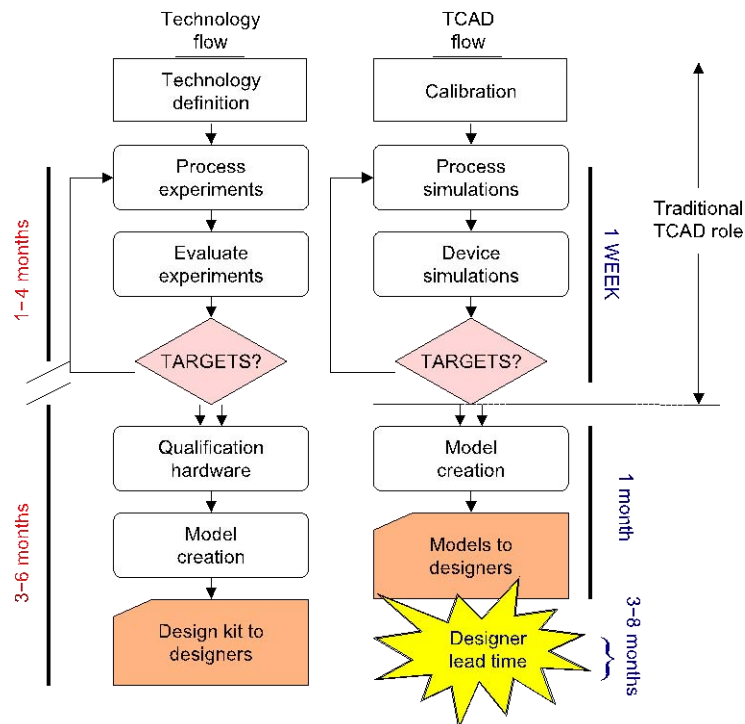 Technology
flow
Technology
definition
Process
experiments
Evaluate
experiments
TARGETS?
Qualification
hardware
Model
creation
Design kit to
designers
1−4 months
3−6 months
TCAD
flow
Calibration
Process
simulations
Device
simulations
TARGETS?
Model
creation
Models to
designers
Designer
lead time
1 WEEK
1 month
3−8 months
Traditional
TCAD role